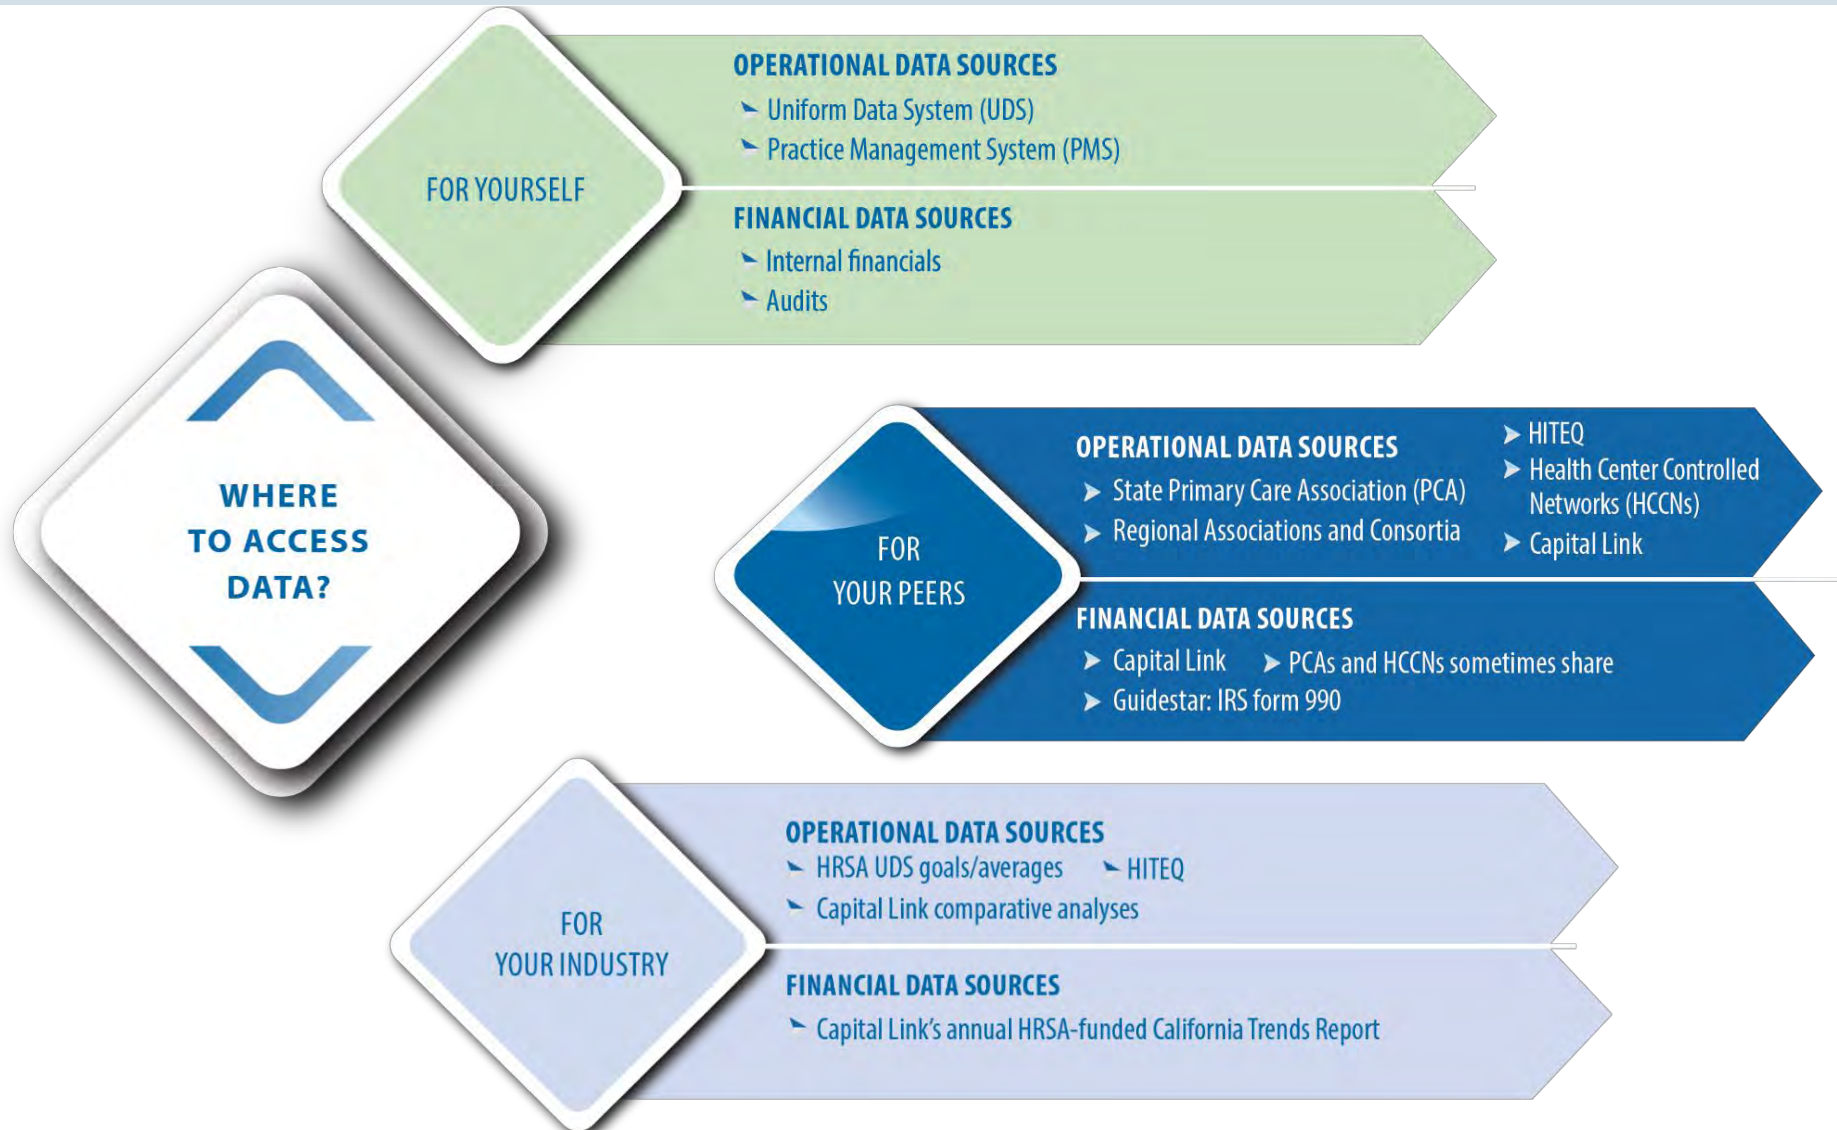 WHERE
TO ACCESS
DATA?
FOR YOURSELF
OPERATIONAL DATA SOURCES
Uniform Data System (UDS)
Practice Management System (PMS)
FINANCIAL DATA SOURCES
Internal financials
Audits
FOR
YOUR PEERS
OPERATIONAL DATA SOURCES
State Primary Care Association (PCA)
Regional Associations and Consortia
HITEQ
Health Center Controlled
Networks (HCCNs)
Capital Link
FINANCIAL DATA SOURCES
Capital Link
PCAs and HCCNs sometimes share
Guidestar: IRS form 990
FOR
YOUR INDUSTRY
OPERATIONAL DATA SOURCES
HRSA UDS goals/averages
HITEQ
Capital Link comparative analyses
FINANCIAL DATA SOURCES
Capital Link’s annual HRSA-funded California Trends Report